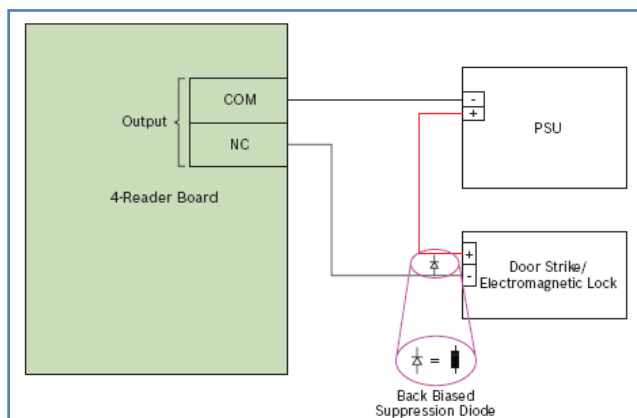 COM
Output
NC
4-Reader Board
-
+
PSU
+
-
Door Strike/
Electromagnetic Lock
=
Back Biased
Suppression Diode